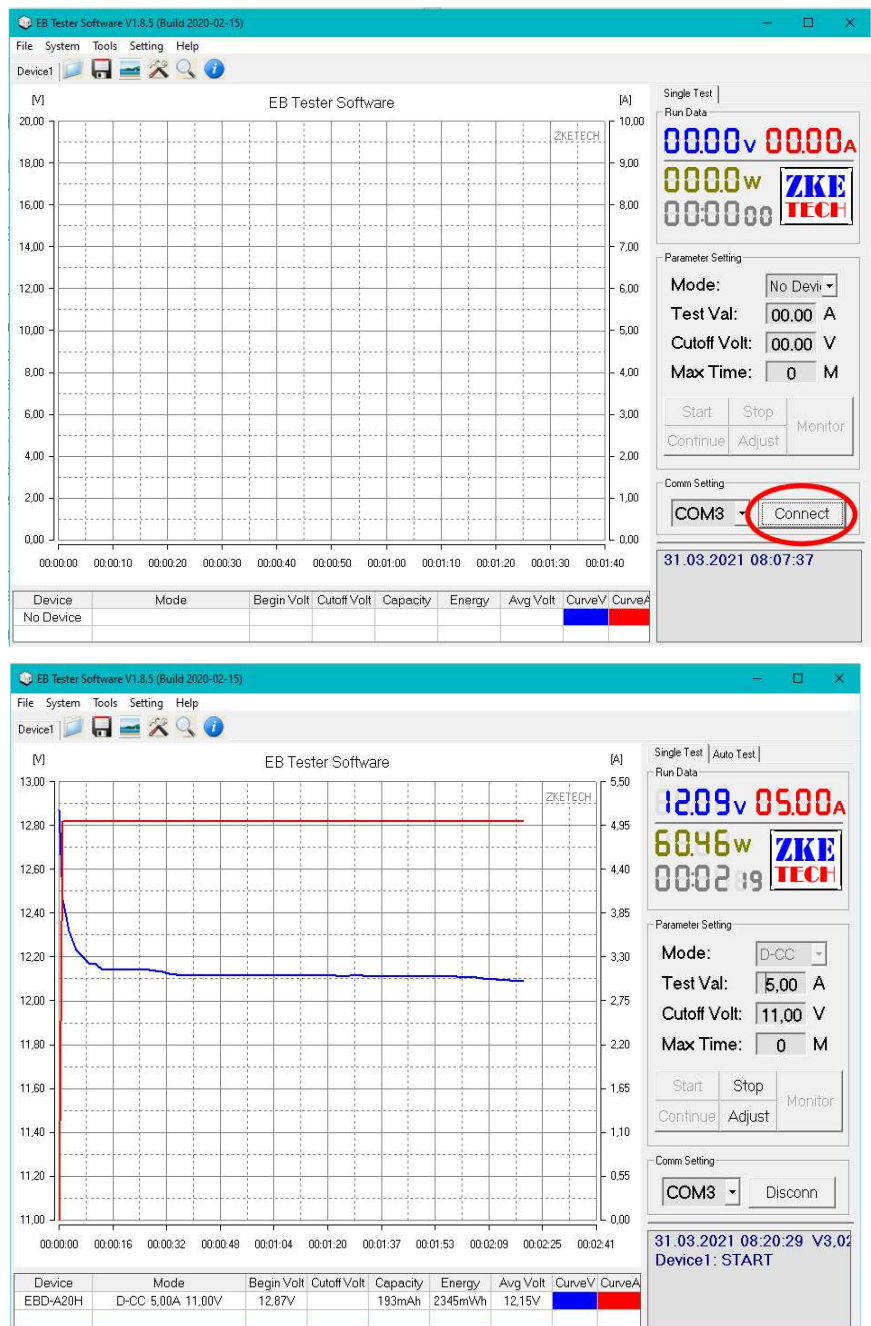 EB Tester Software V1.8.5 (Build 2020-02-15)
File System Tools Setting Help
Device1
[V] EB Tester Software [A]
ZKETECH
20,00
18,00
16,00
14,00
12,00
10,00
8,00
6,00
4,00
2,00
0,00
10,00
9,00
8,00
7,00
6,00
5,00
4,00
3,00
2,00
1,00
0,00
00:00:00 00:00:10 00:00:20 00:00:30 00:00:40 00:00:50 00:01:00 00:01:10 00:01:20 00:01:30 00:01:40
Device Mode Begin Volt Cutoff Volt Capacity Energy Avg Volt CurveV CurveA
No Device
Single Test
Run Data
00.00V 00.00A
000.0W
00:0000
ZKE
TECH
Parameter Setting
Mode: No Devi
Test Val: 00.00 A
Cutoff Volt: 00.00 V
Max Time: 0 M
Start Stop
Monitor
Continue Adjust
Comm Setting
COM3 Connect
31.03.2021 08:07:37
EB Tester Software V1.8.5 (Build 2020-02-15)
File System Tools Setting Help
Device1
[V] EB Tester Software [A]
ZKETECH
13,00
12,80
12,60
12,40
12,20
12,00
11,80
11,60
11,40
11,20
11,00
5,50
4,95
4,40
3,85
3,30
2,75
2,20
1,65
1,10
0,55
0,00
00:00:00 00:00:16 00:00:32 00:00:48 00:01:04 00:01:20 00:01:37 00:01:53 00:02:09 00:02:25 00:02:41
Device Mode Begin Volt Cutoff Volt Capacity Energy Avg Volt CurveV CurveA
EBD-A20H D-CC 5,00A 11,00V 12,87V 193mAh 2345mWh 12,15V
Single Test Auto Test
Run Data
12.09V 05.00A
60.46W
00:02 19
ZKE
TECH
Parameter Setting
Mode: D-CC
Test Val: 5,00 A
Cutoff Volt: 11,00 V
Max Time: 0 M
Start Stop
Monitor
Continue Adjust
Comm Setting
COM3 Disconn
31.03.2021 08:20:29 V3,02
Device1: START